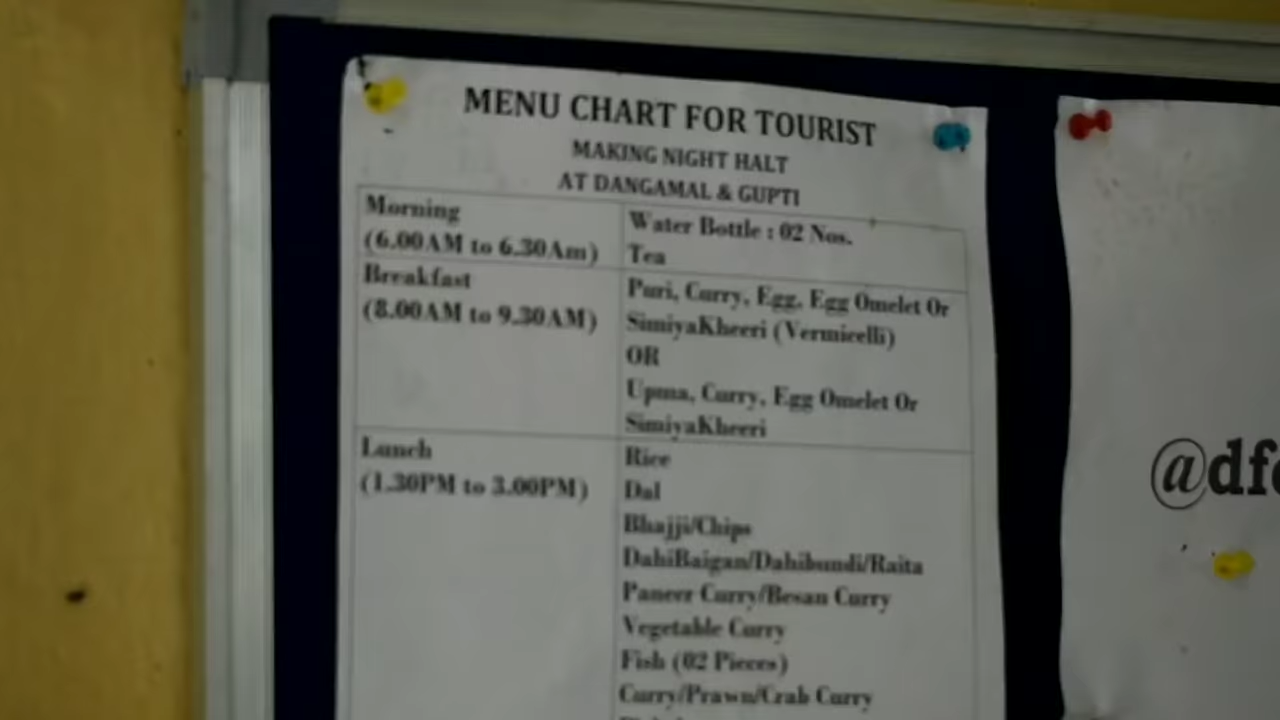 MENU CHART FOR TOURIST
MAKING NIGHT HALT
AT DANGAMAL & GUPTI
Morning
(6.00AM to 6.30Am)
Water Bottle : 02 Nos.
Tea
Breakfast
(8.00AM to 9.30AM)
Puri, Curry, Egg, Egg Omelet Or
SimiyaKheeri (Vermicelli)
OR
Upma, Curry, Egg Omelet Or
SimiyaKheeri
Lunch
(1.30PM to 3.00PM)
Rice
Dal
Bhajji/Chips
DahiBaigan/Dahibundi/Raita
Paneer Curry/Besan Curry
Vegetable Curry
Fish (02 Pieces)
Curry/Prawn/Crab Curry